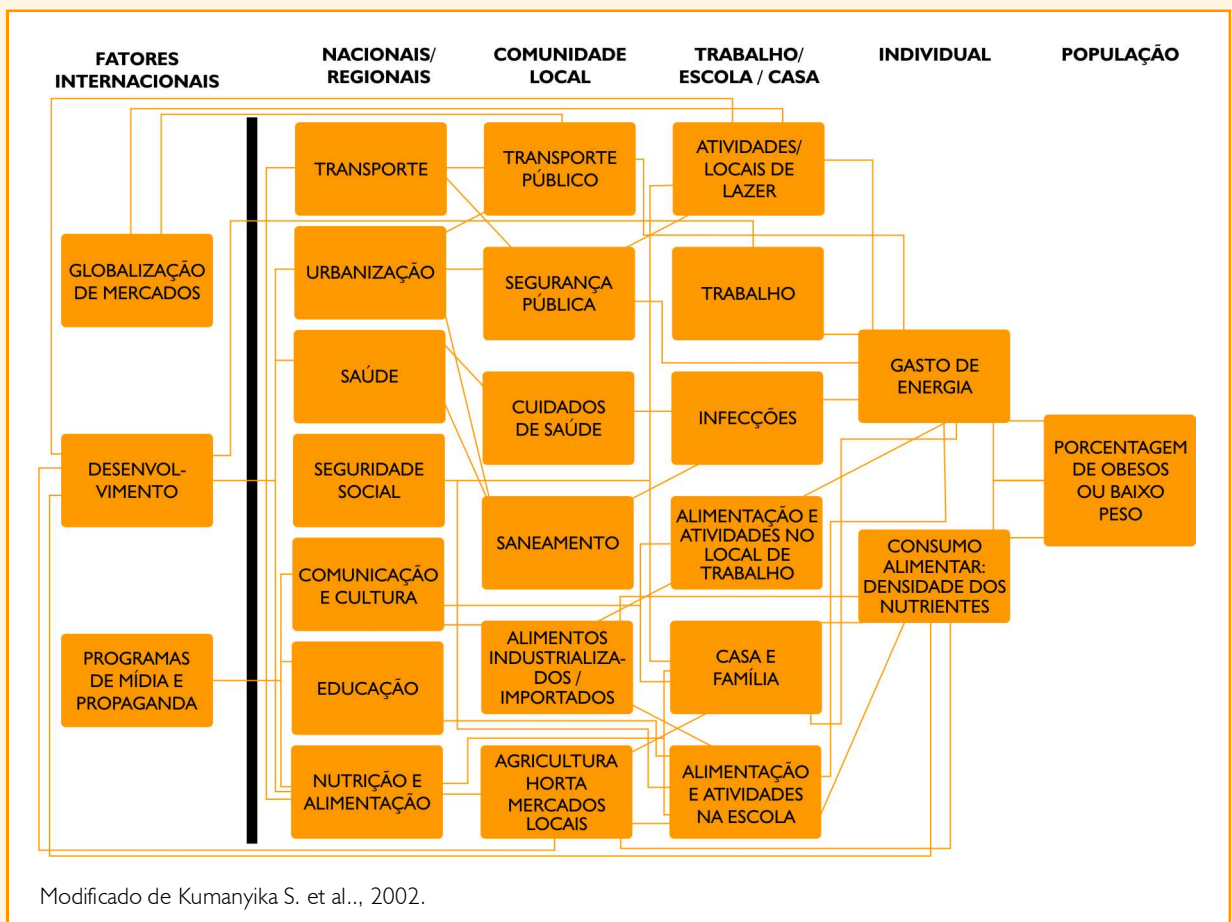 FATORES
INTERNACIONAIS
NACIONAIS/
REGIONAIS
COMUNIDADE
LOCAL
TRABALHO/
ESCOLA / CASA
INDIVIDUAL
POPULAÇÃO
GLOBALIZAÇÃO
DE MERCADOS
DESENVOL-
VIMENTO
PROGRAMAS
DE MÍDIA E
PROPAGANDA
TRANSPORTE
URBANIZAÇÃO
SAÚDE
SEGURIDADE
SOCIAL
COMUNICAÇÃO
E CULTURA
EDUCAÇÃO
NUTRIÇÃO E
ALIMENTAÇÃO
TRANSPORTE
PÚBLICO
SEGURANÇA
PÚBLICA
CUIDADOS
DE SAÚDE
SANEAMENTO
ALIMENTOS
INDUSTRIALIZA-
DOS /
IMPORTADOS
AGRICULTURA
HORTA
MERCADOS
LOCAIS
ATIVIDADES/
LOCAIS DE
LAZER
TRABALHO
INFECÇÕES
ALIMENTAÇÃO E
ATIVIDADES NO
LOCAL DE
TRABALHO
CASA E
FAMÍLIA
ALIMENTAÇÃO
E ATIVIDADES
NA ESCOLA
GASTO DE
ENERGIA
CONSUMO
ALIMENTAR:
DENSIDADE DOS
NUTRIENTES
PORCENTAGEM
DE OBESOS
OU BAIXO
PESO
Modificado de Kumanyika S. et al.., 2002.